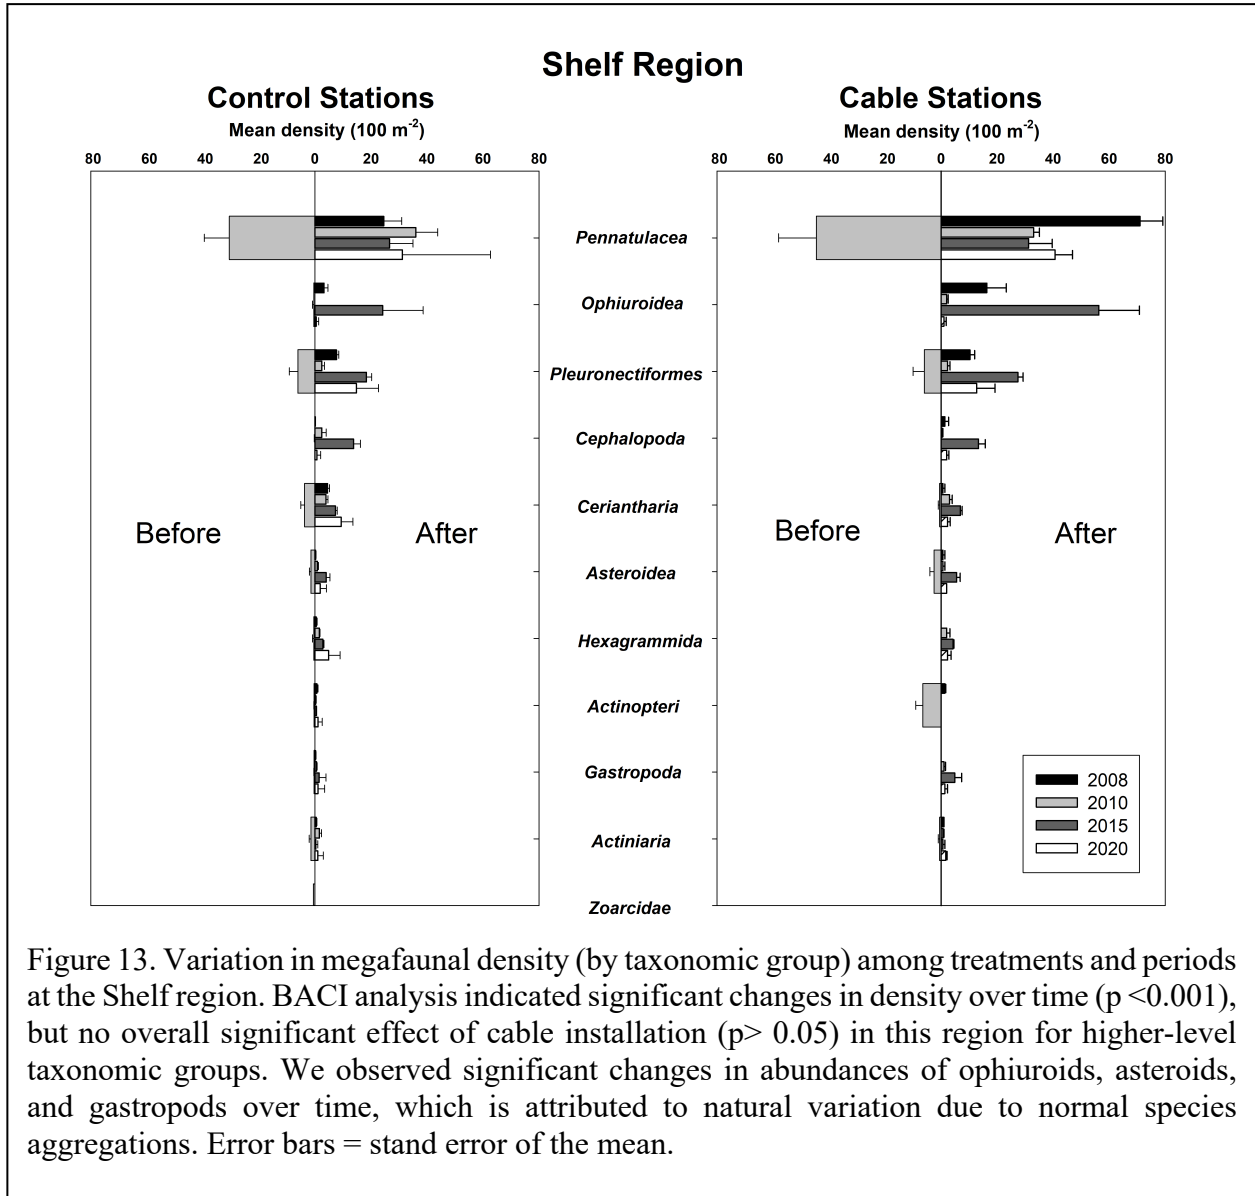 Shelf Region
Control Stations
Cable Stations
Mean density (100 m⁻²)
Mean density (100 m⁻²)
80 60 40 20 0 20 40 60 80
80 60 40 20 0 20 40 60 80
Pennatulacea
Ophiuroidea
Pleuronectiformes
Cephalopoda
Ceriantharia
Before
After
Before
After
Asteroidea
Hexagrammida
Actinopteri
Gastropoda
Actiniaria
Zoarcidae
2008
2010
2015
2020
Figure 13. Variation in megafaunal density (by taxonomic group) among treatments and periods
at the Shelf region. BACI analysis indicated significant changes in density over time (p <0.001),
but no overall significant effect of cable installation (p> 0.05) in this region for higher-level
taxonomic groups. We observed significant changes in abundances of ophiuroids, asteroids,
and gastropods over time, which is attributed to natural variation due to normal species
aggregations. Error bars = stand error of the mean.